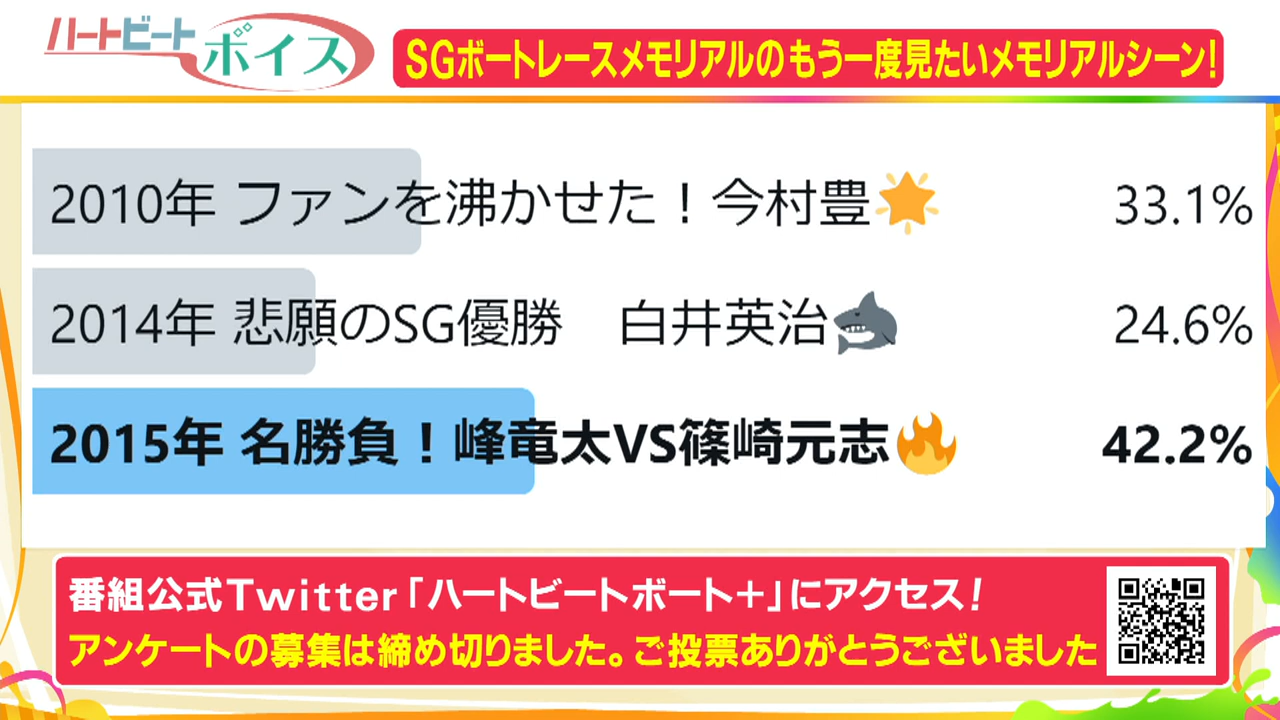 ハートビート
ボイス
SGボートレースメモリアルのもう一度見たいメモリアルシーン!
2010年 ファンを沸かせた！今村豊🌟 33.1%
2014年 悲願のSG優勝　白井英治🦈 24.6%
2015年 名勝負！峰竜太VS篠崎元志🔥 42.2%
番組公式Twitter「ハートビートボート＋」にアクセス!
アンケートの募集は締め切りました。ご投票ありがとうございました